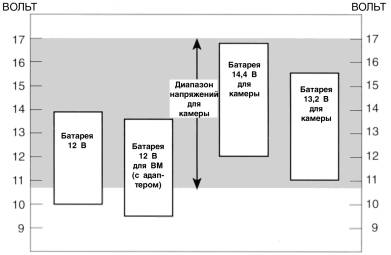 ВОЛЬТ
ВОЛЬТ
17
16
15
14
13
12
11
10
9
Батарея
12 В
Батарея
12 В
для ВМ
(с адап-
тером)
Диапазон
напряжений
для
камеры
Батарея
14,4 В
для
камеры
Батарея
13,2 В
для
камеры
17
16
15
14
13
12
11
10
9